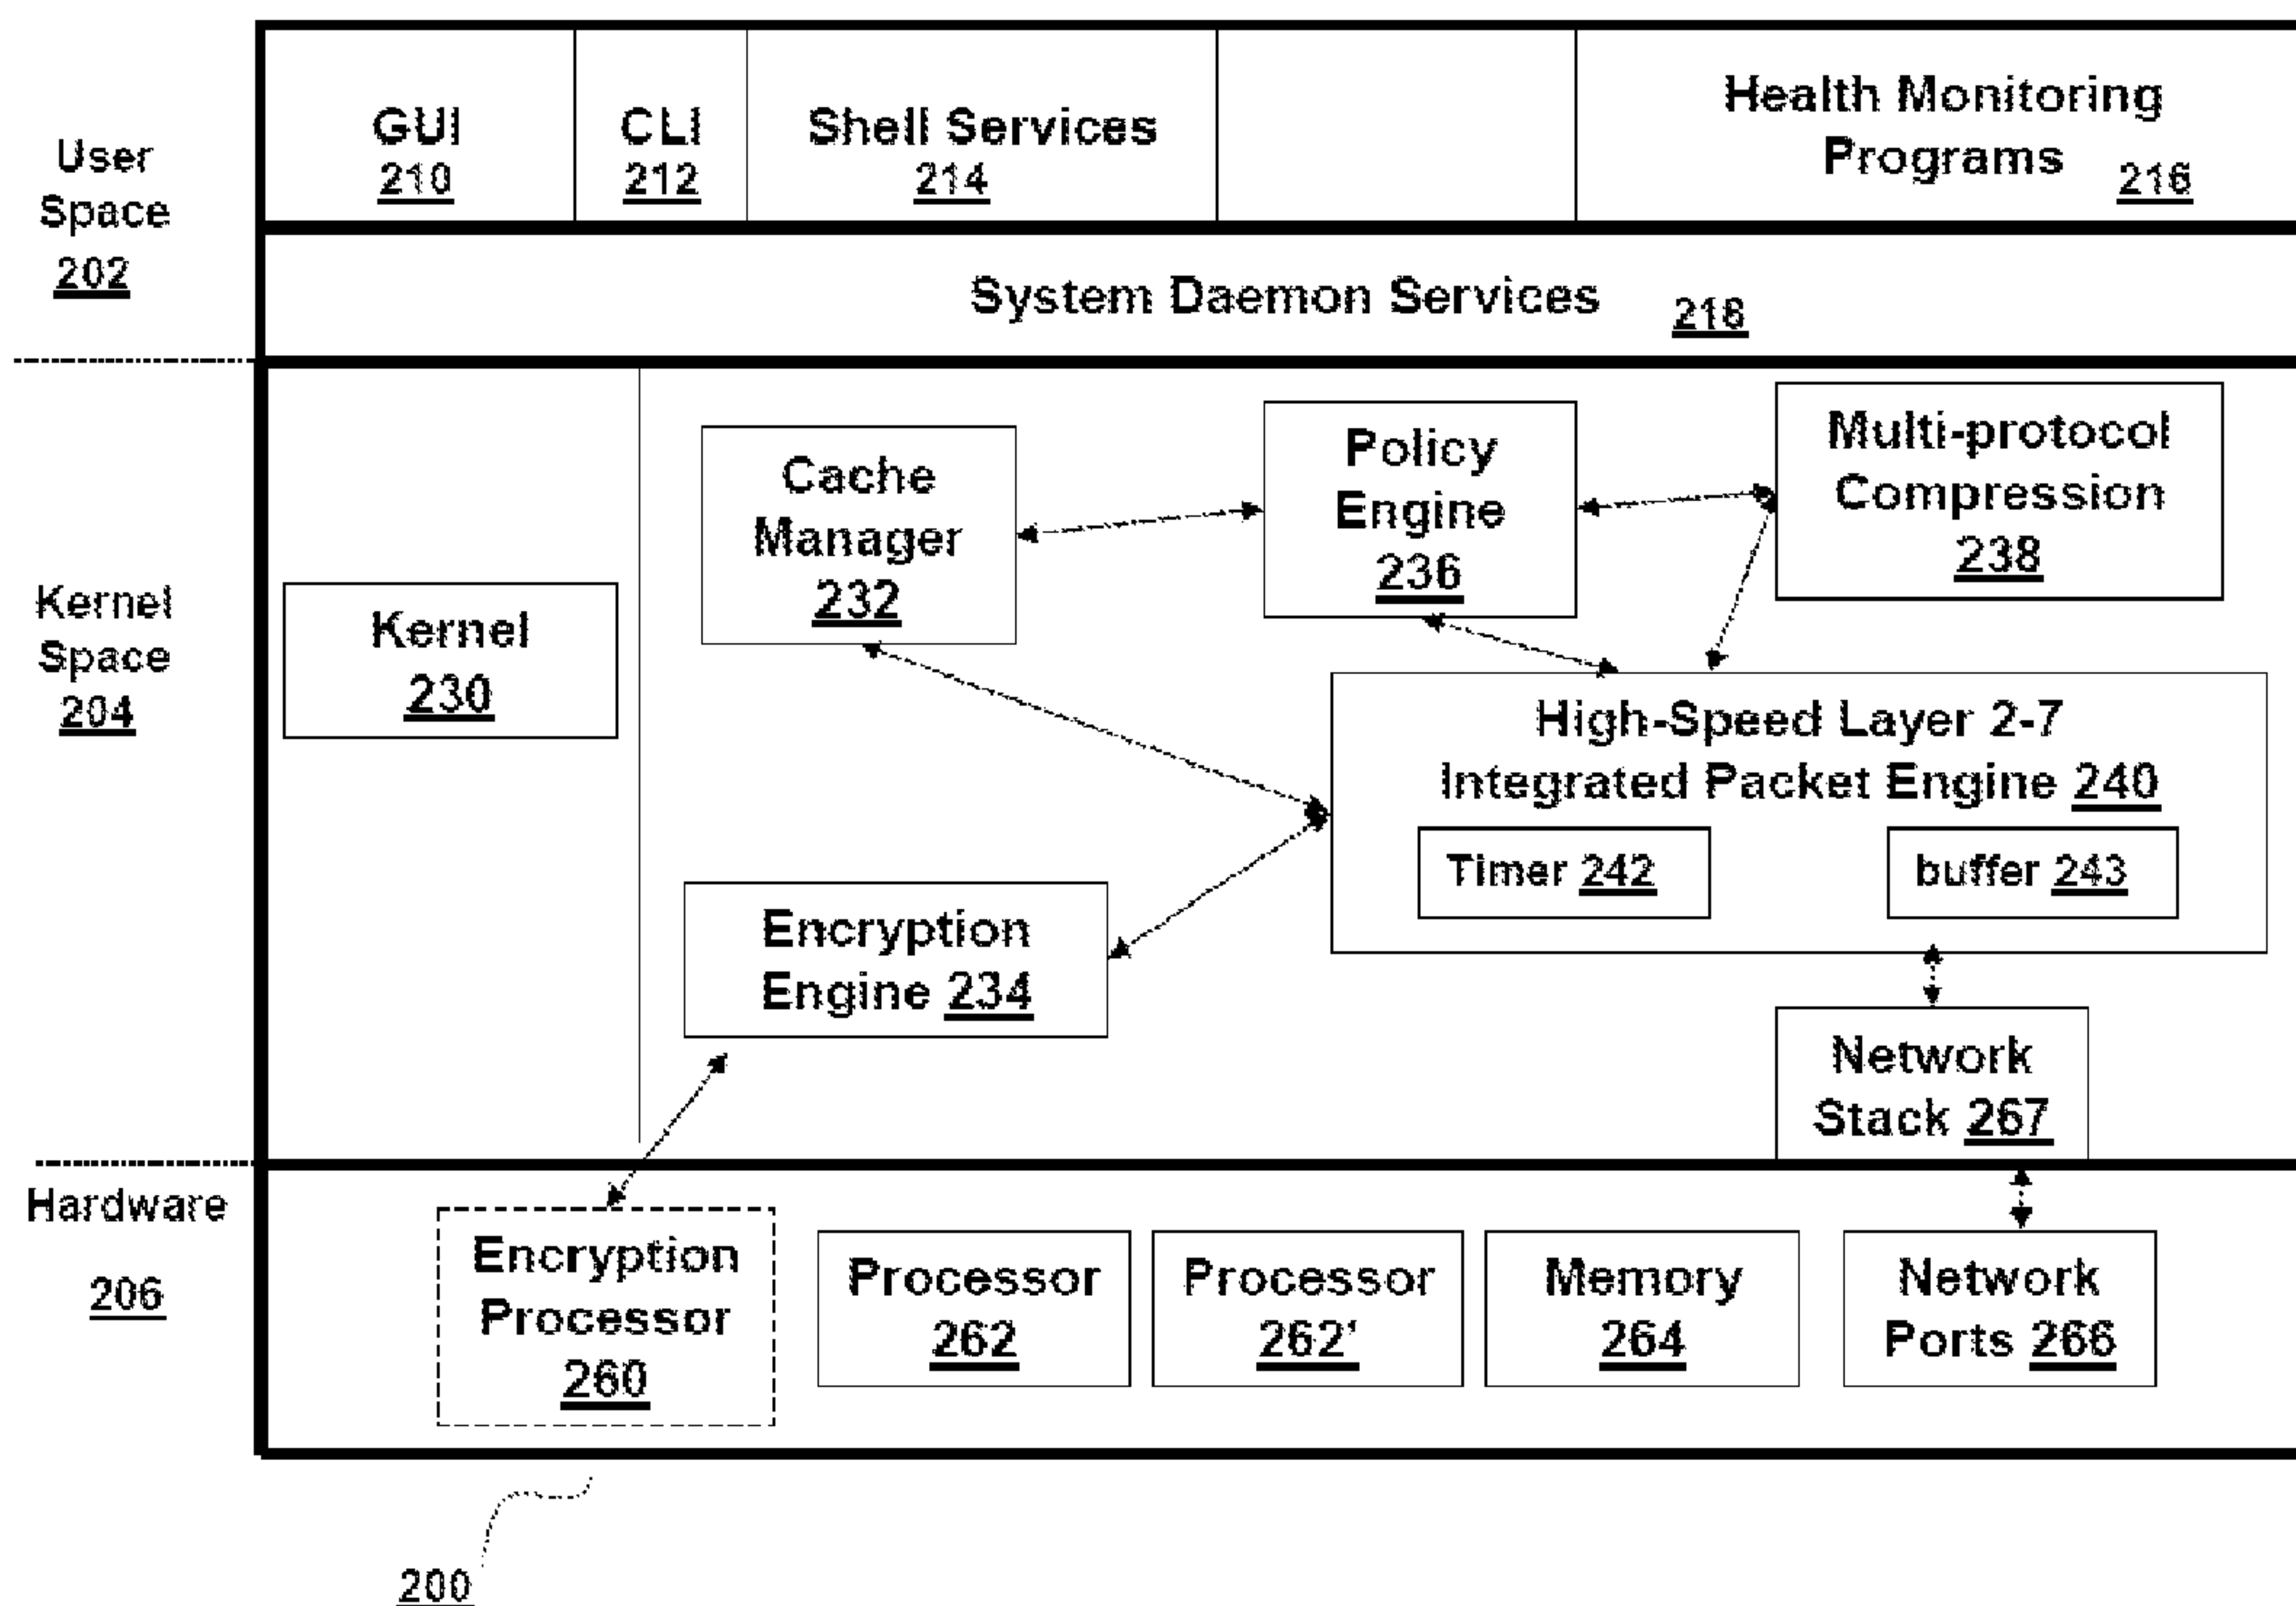 GUI
210
CLI
212
Shell Services
214
Health Monitoring
Programs 216
User
Space
202
System Daemon Services 218
Kernel
Space
204
Kernel
230
Cache
Manager
232
Policy
Engine
236
Multi-protocol
Compression
238
High-Speed Layer 2-7
Integrated Packet Engine 240
Timer 242
buffer 243
Encryption
Engine 234
Network
Stack 267
Hardware
206
Encryption
Processor
260
Processor
262
Processor
262'
Memory
264
Network
Ports 266
200